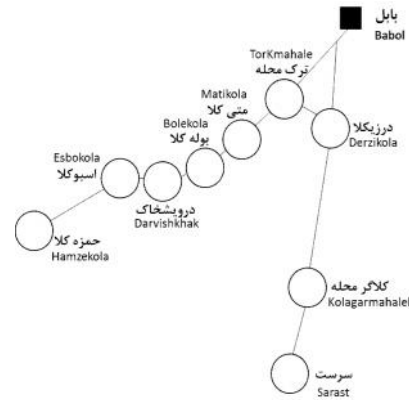 بابل
Babol
TorKmahale
ترک محله
Matikola
متی کلا
Bolekola
بوله کلا
درزیکلا
Derzikola
Esbokola
اسبوکلا
درویشخاک
Darvishkhak
حمزه کلا
Hamzekola
کلاگر محله
Kolagarmahalel
سرست
Sarast